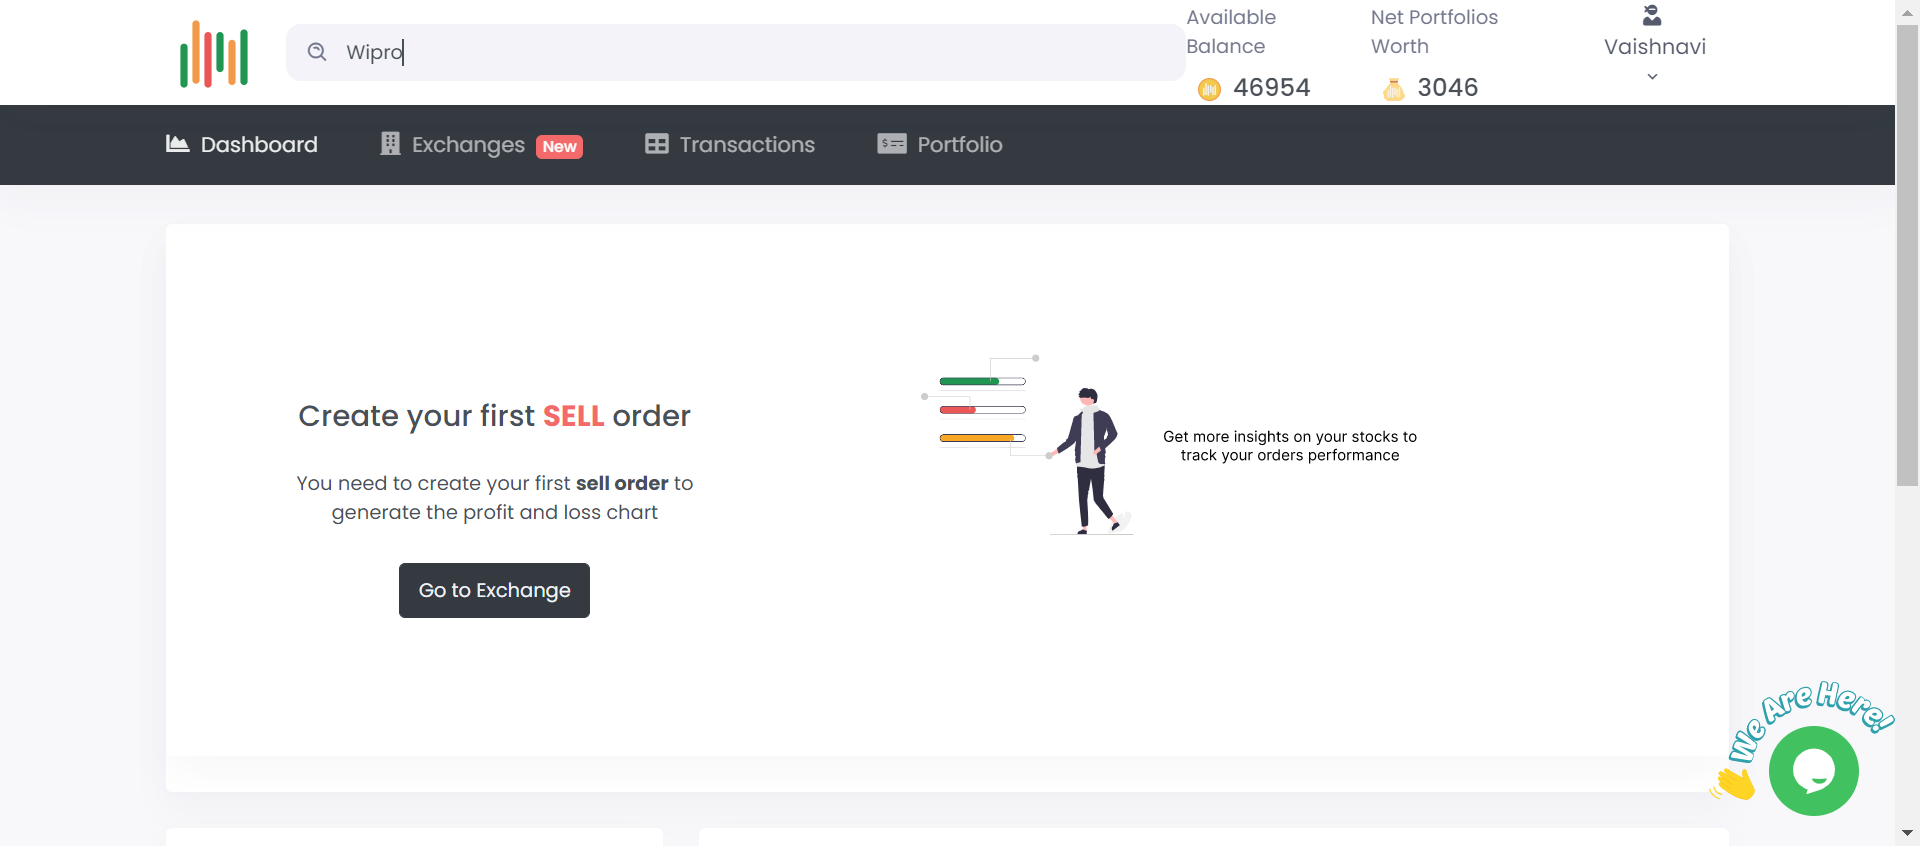 Wipro
Available
Balance
46954
Net Portfolios
Worth
3046
Vaishnavi
Dashboard
Exchanges New
Transactions
Portfolio
Create your first SELL order
You need to create your first sell order to
generate the profit and loss chart
Go to Exchange
Get more insights on your stocks to
track your orders performance
We Are Here!